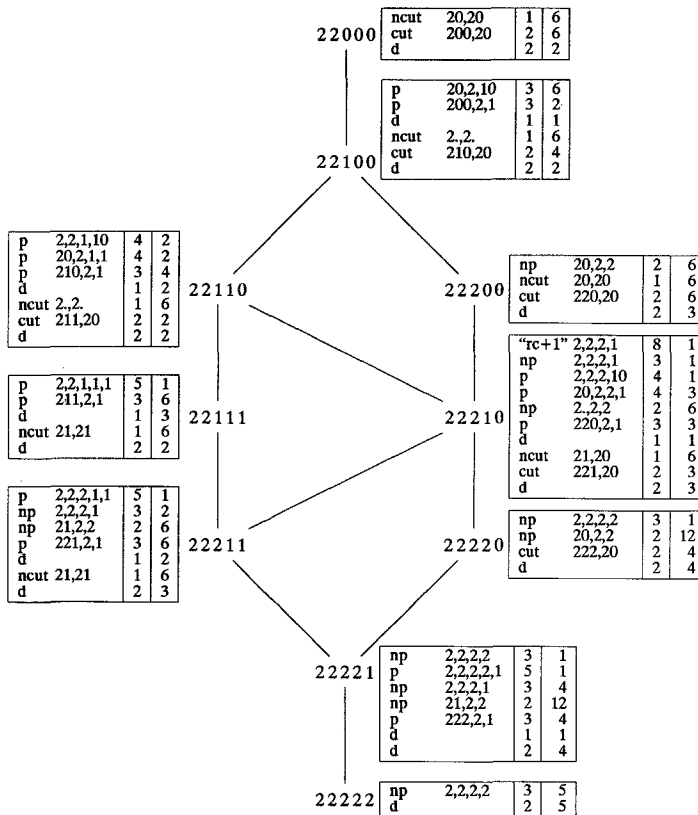 22000
ncut 20,20 1 6
cut 200,20 2 6
d 2 2
22100
p 20,2,10 3 6
p 200,2,1 3 2
d 1 1
ncut 2.,2. 1 6
cut 210,20 2 4
d 2 2
p 2,2,1,10 4 2
p 20,2,1,1 4 2
p 210,2,1 3 4
d 1 2
ncut 2.,2. 1 6
cut 211,20 2 2
d 2 2
22110
22200
np 20,2,2 2 6
ncut 20,20 1 6
cut 220,20 2 6
d 2 3
p 2,2,1,1,1 5 1
p 211,2,1 3 6
d 1 3
ncut 21,21 1 6
d 2 2
22111
22210
"rc+1" 2,2,2,1 8 1
np 2,2,2,1 3 1
p 2,2,2,10 4 1
p 20,2,2,1 4 3
np 2.,2,2 2 6
p 220,2,1 3 3
d 1 1
ncut 21,20 1 6
cut 221,20 2 3
d 2 3
p 2,2,2,1,1 5 1
np 2,2,2,1 3 2
np 21,2,2 2 6
p 221,2,1 3 6
d 1 2
ncut 21,21 1 6
d 2 3
22211
22220
np 2,2,2,2 3 1
np 20,2,2 2 12
cut 222,20 2 4
d 2 4
22221
np 2,2,2,2 3 1
p 2,2,2,2,1 5 1
np 2,2,2,1 3 4
np 21,2,2 2 12
p 222,2,1 3 4
d 1 1
d 2 4
22222
np 2,2,2,2 3 5
d 2 5